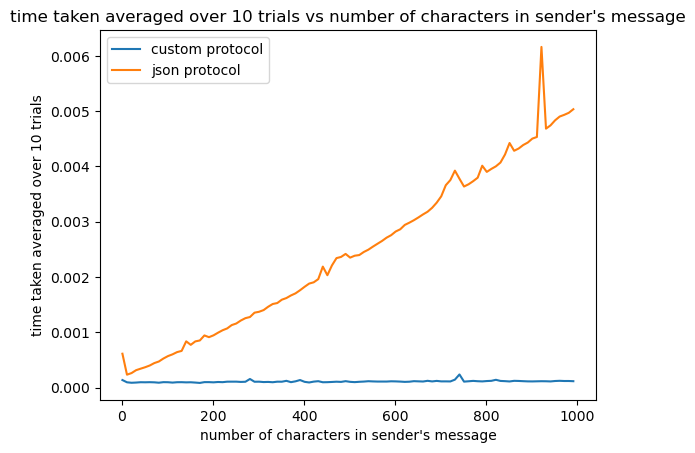 time taken averaged over 10 trials vs number of characters in sender's message
custom protocol
json protocol
time taken averaged over 10 trials
0.006
0.005
0.004
0.003
0.002
0.001
0.000
0 200 400 600 800 1000
number of characters in sender's message